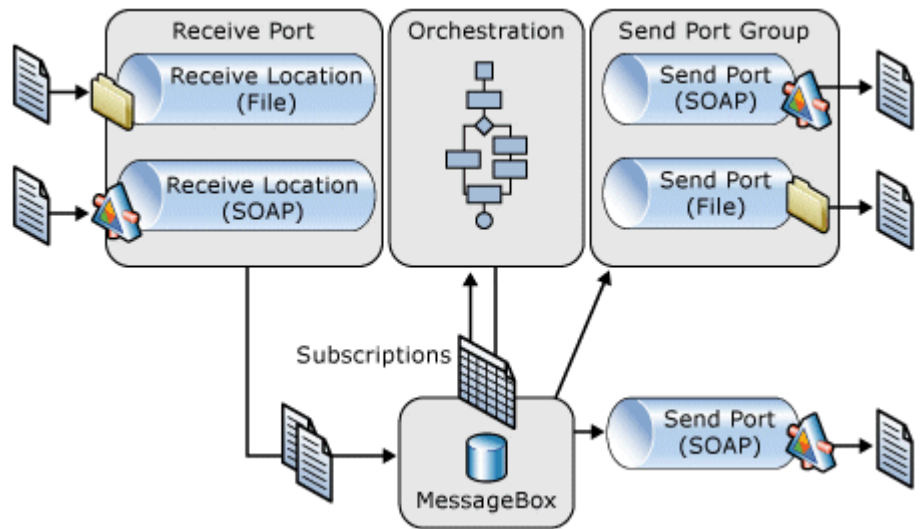 Receive Port
Receive Location
(File)
Receive Location
(SOAP)
Orchestration
Send Port Group
Send Port
(SOAP)
Send Port
(File)
Subscriptions
MessageBox
Send Port
(SOAP)